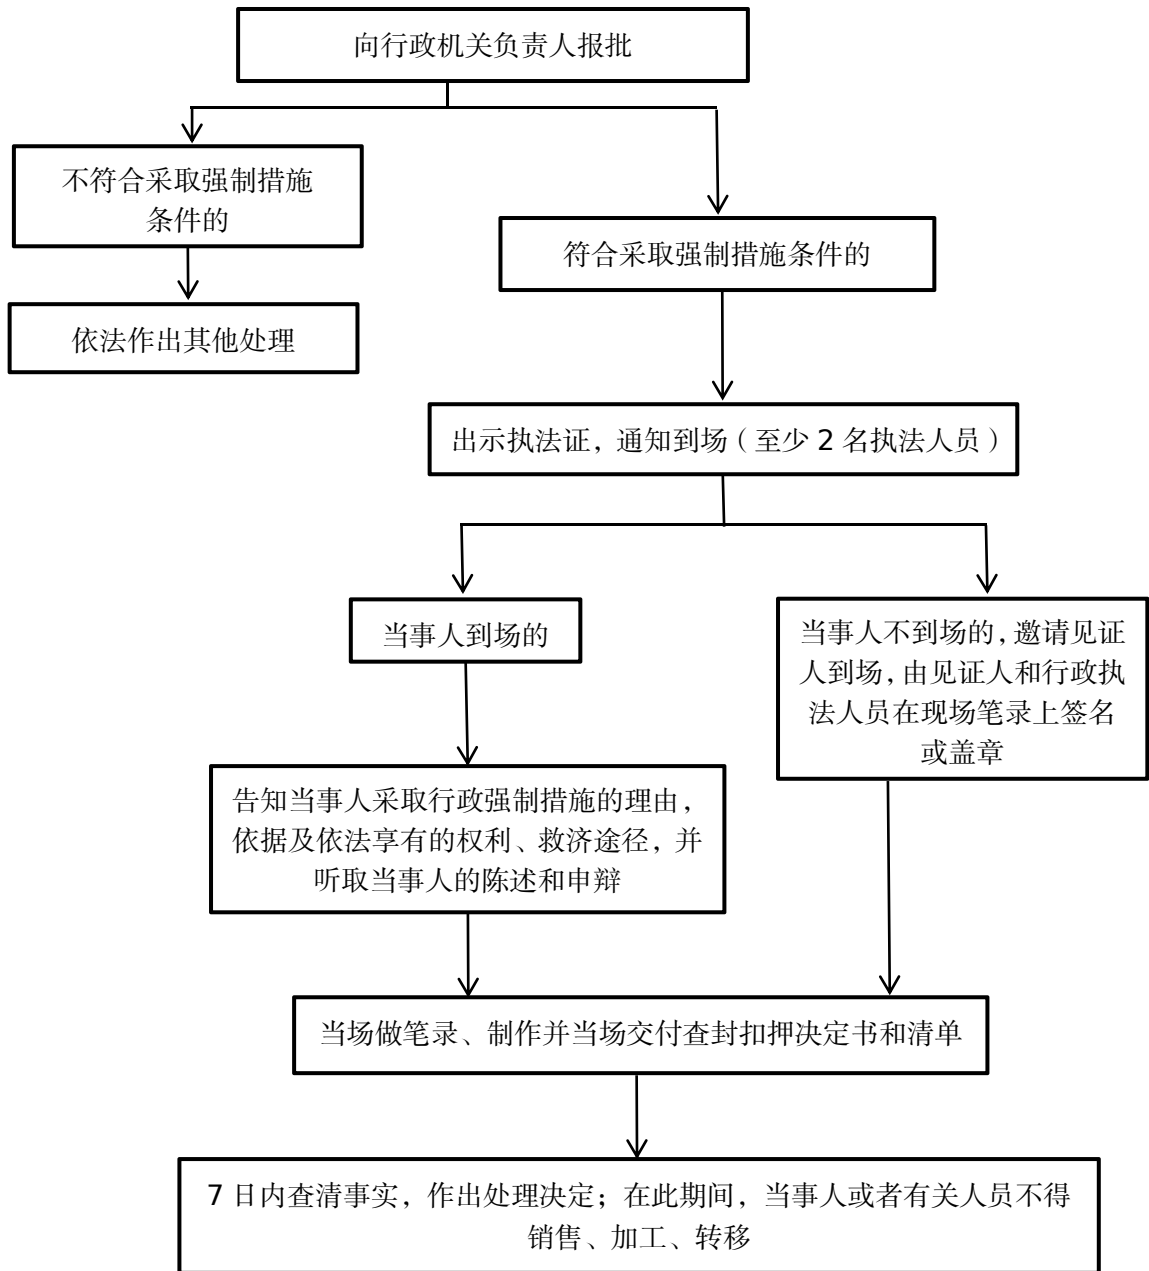 向行政机关负责人报批
不符合采取强制措施
条件的
符合采取强制措施条件的
依法作出其他处理
出示执法证，通知到场（至少 2 名执法人员）
当事人到场的
当事人不到场的，邀请见证
人到场，由见证人和行政执
法人员在现场笔录上签名
或盖章
告知当事人采取行政强制措施的理由，
依据及依法享有的权利、救济途径，并
听取当事人的陈述和申辩
当场做笔录、制作并当场交付查封扣押决定书和清单
7 日内查清事实，作出处理决定；在此期间，当事人或者有关人员不得
销售、加工、转移